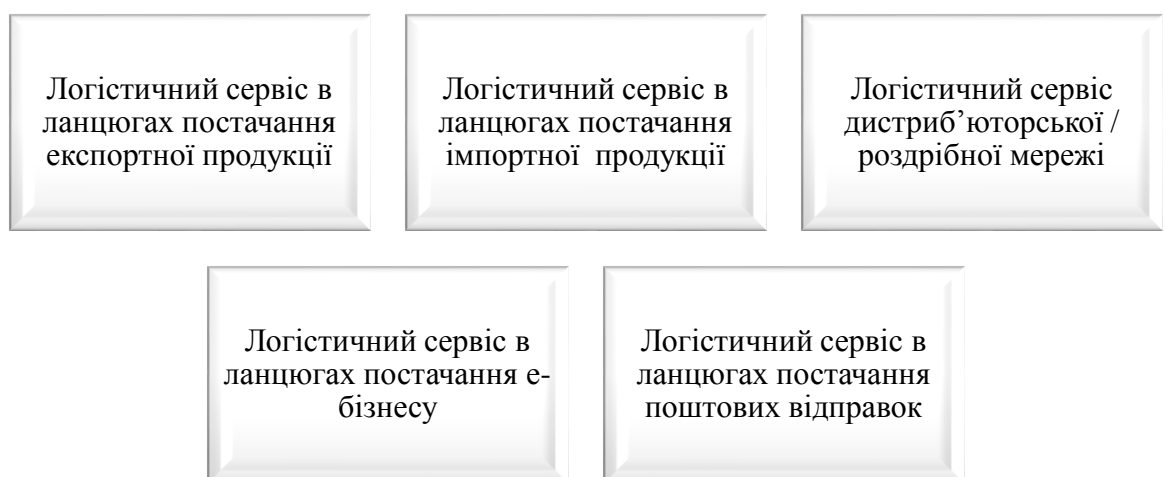 Логістичний сервіс в
ланцюгах постачання
експортної продукції
Логістичний сервіс в
ланцюгах постачання
імпортної продукції
Логістичний сервіс
дистриб’юторської /
роздрібної мережі
Логістичний сервіс в
ланцюгах постачання е-
бізнесу
Логістичний сервіс в
ланцюгах постачання
поштових відправок